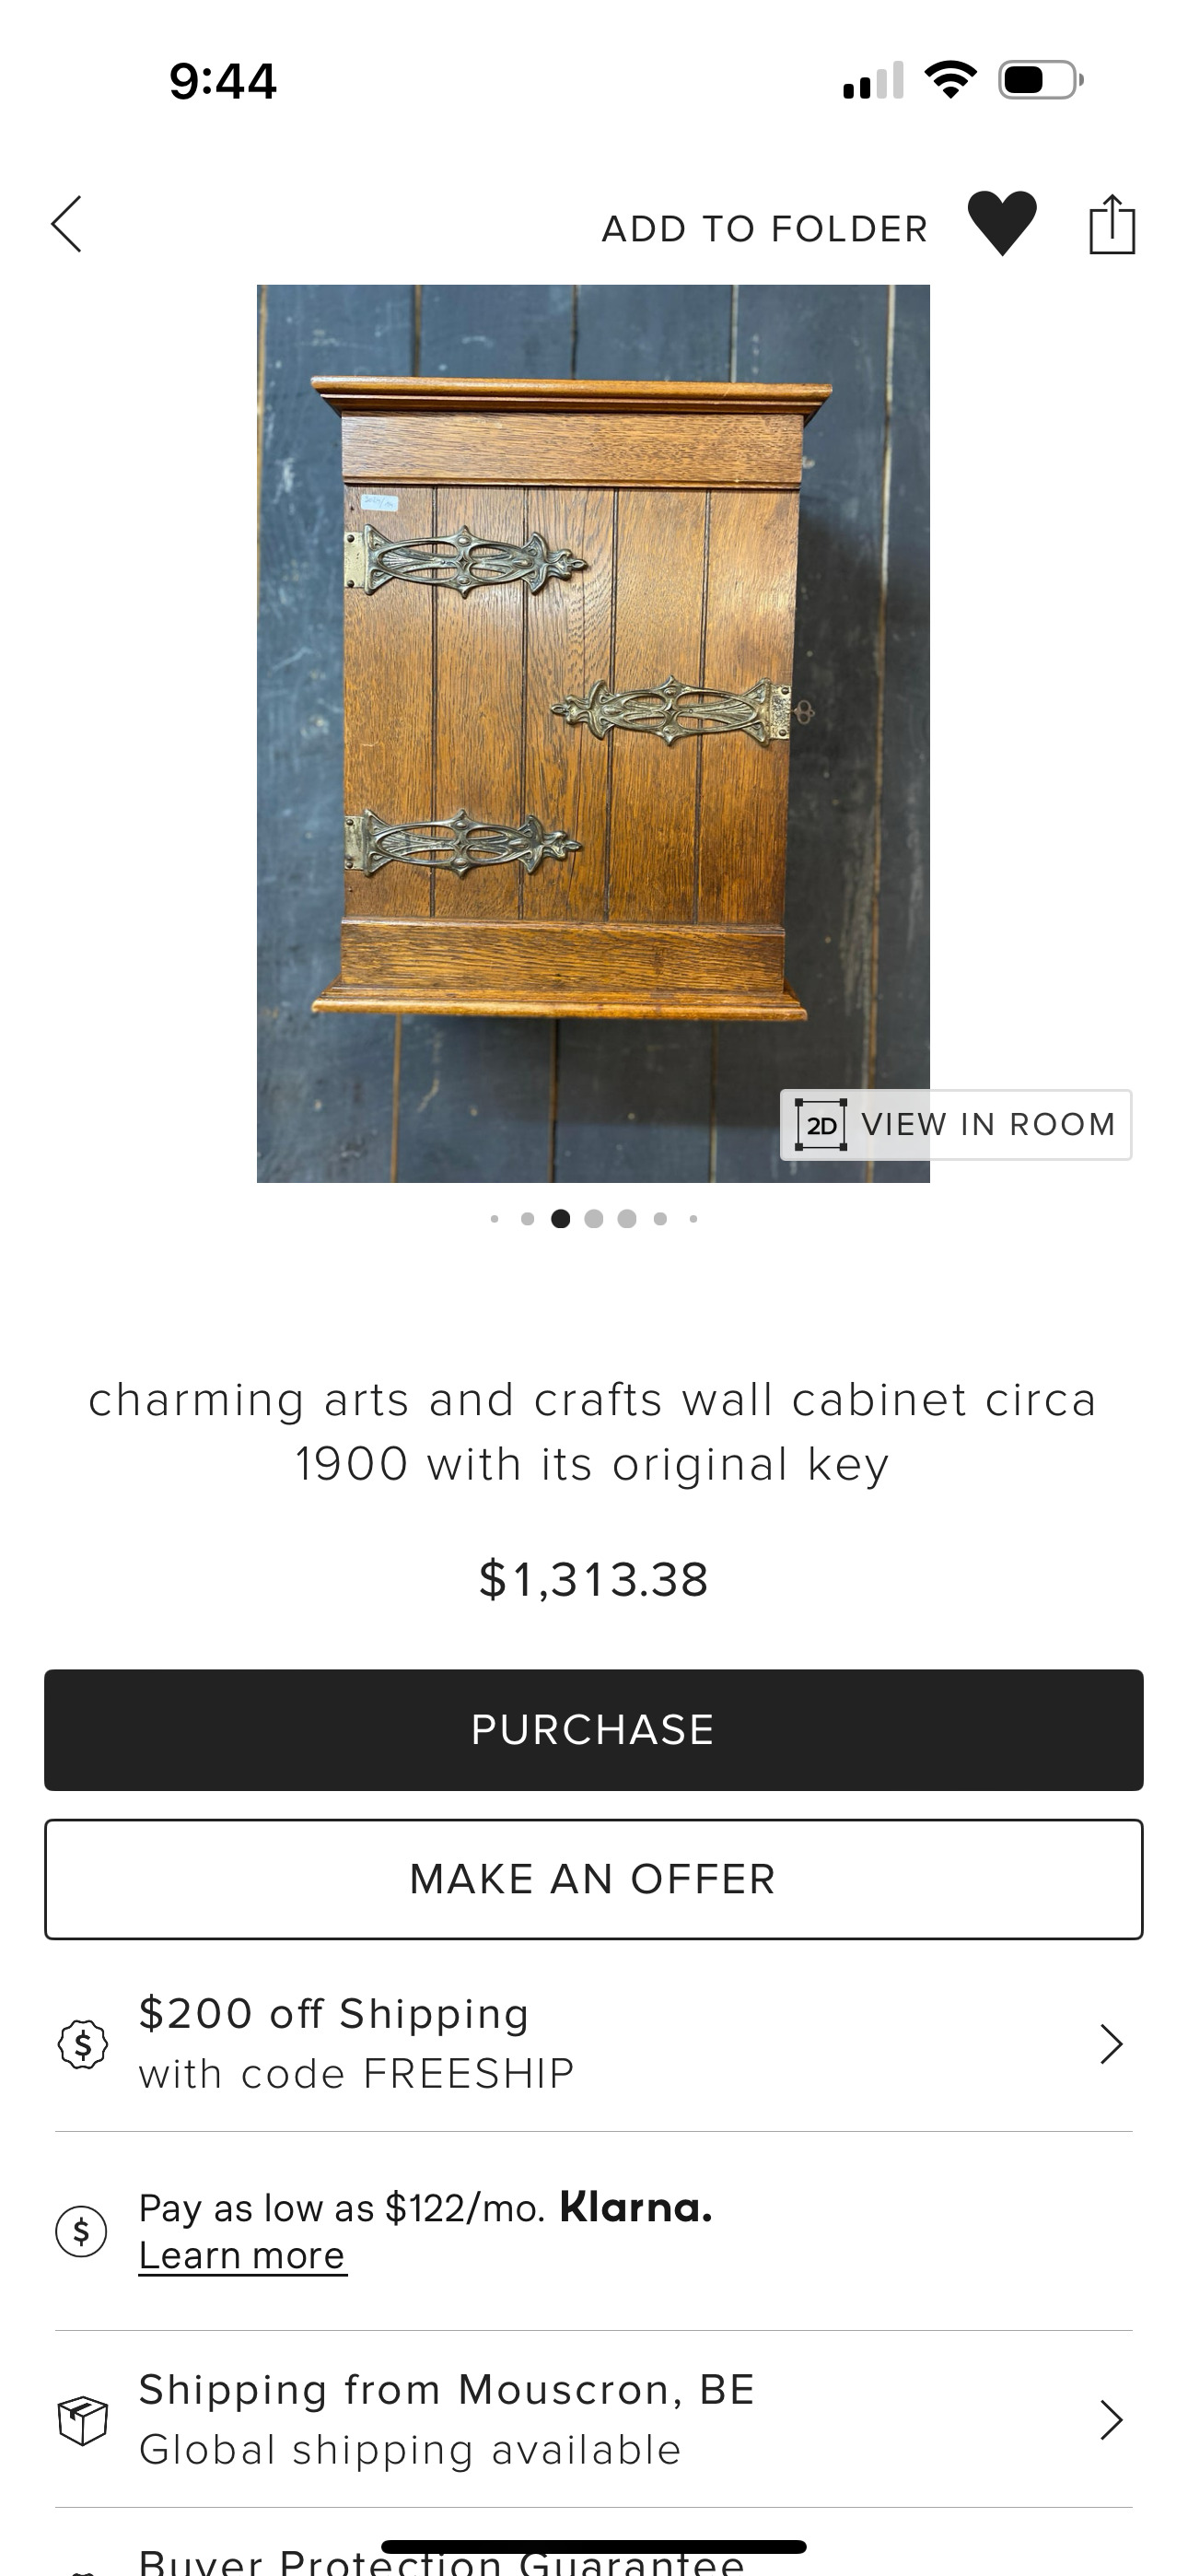 9:44
ADD TO FOLDER
2D VIEW IN ROOM
charming arts and crafts wall cabinet circa
1900 with its original key
$1,313.38
PURCHASE
MAKE AN OFFER
$200 off Shipping
with code FREESHIP
Pay as low as $122/mo. Klarna.
Learn more
Shipping from Mouscron, BE
Global shipping available
Buyer Protection Guarantee